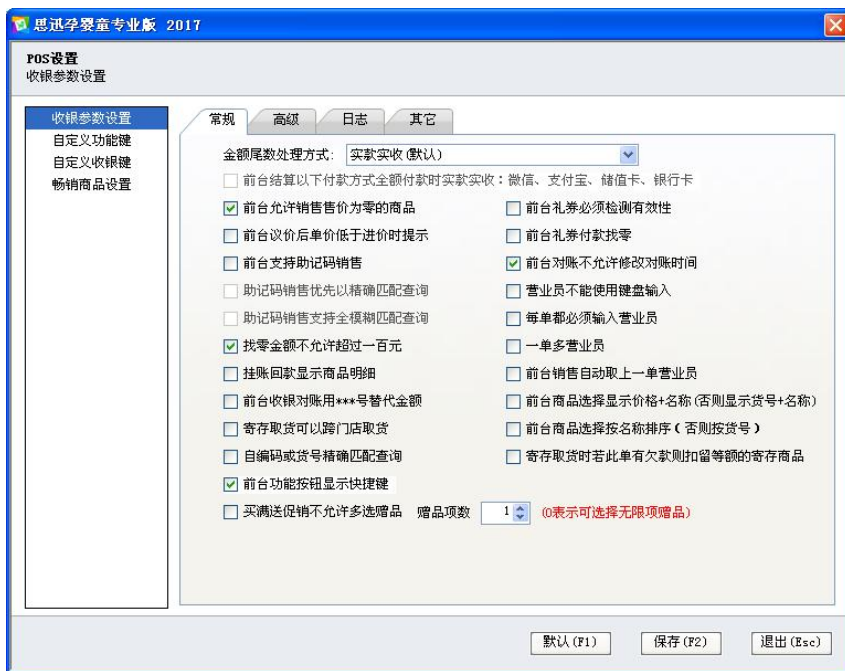 思迅孕婴童专业版 2017
POS设置
收银参数设置
收银参数设置
自定义功能键
自定义收银键
畅销商品设置
常规 高级 日志 其它
金额尾数处理方式: 实款实收(默认)
前台结算以下付款方式全额付款时实款实收：微信、支付宝、储值卡、银行卡
前台允许销售售价为零的商品 前台礼券必须检测有效性
前台议价后单价低于进价时提示 前台礼券付款找零
前台支持助记码销售 前台对账不允许修改对账时间
助记码销售优先以精确匹配查询 营业员不能使用键盘输入
助记码销售支持全模糊匹配查询 每单都必须输入营业员
找零金额不允许超过一百元 一单多营业员
挂账回款显示商品明细 前台销售自动取上一单营业员
前台收银对账用***号替代金额 前台商品选择显示价格+名称(否则显示货号+名称)
寄存取货可以跨门店取货 前台商品选择按名称排序（否则按货号）
自编码或货号精确匹配查询 寄存取货时若此单有欠款则扣留等额的寄存商品
前台功能按钮显示快捷键
买满送促销不允许多选赠品 赠品项数 1 (0表示可选择无限项赠品)
默认(F1) 保存(F2) 退出(Esc)